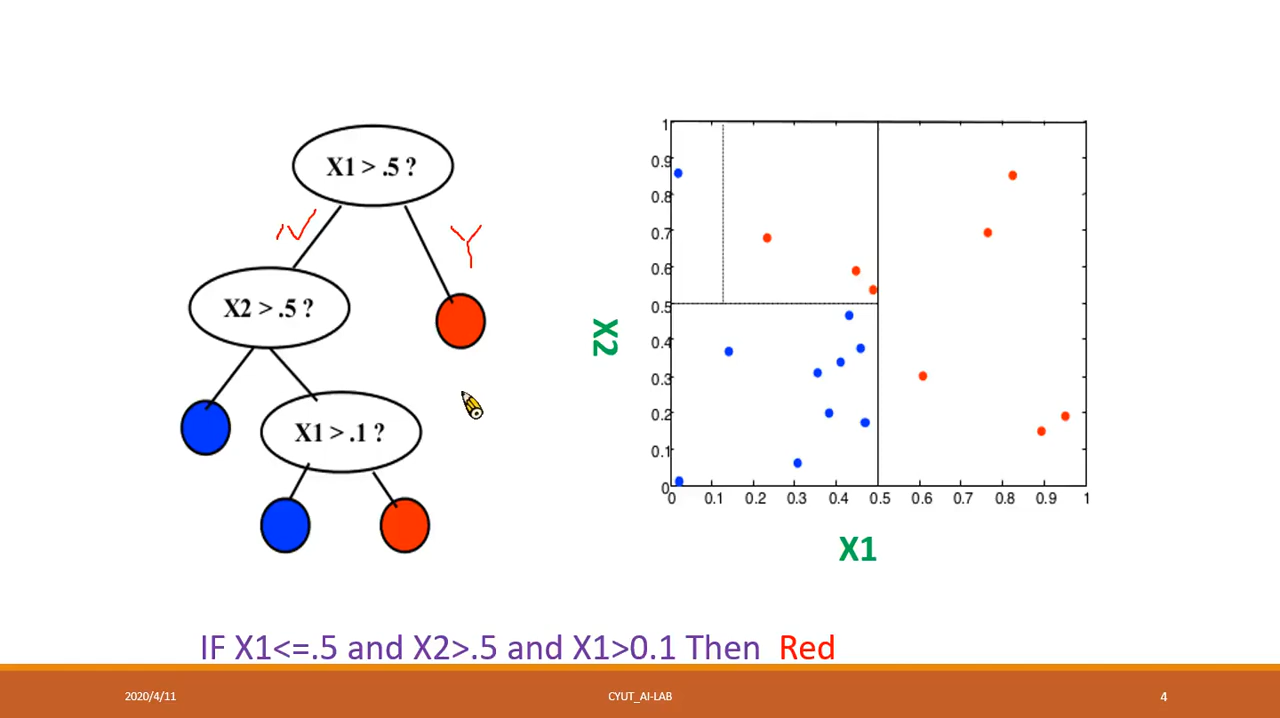 X1 > .5 ?
N
Y
X2 > .5 ?
X1 > .1 ?
1
0.9
0.8
0.7
0.6
0.5
0.4
0.3
0.2
0.1
0
X2
0 0.1 0.2 0.3 0.4 0.5 0.6 0.7 0.8 0.9 1
X1
IF X1<=.5 and X2>.5 and X1>0.1 Then Red
2020/4/11 CYUT_AI-LAB 4